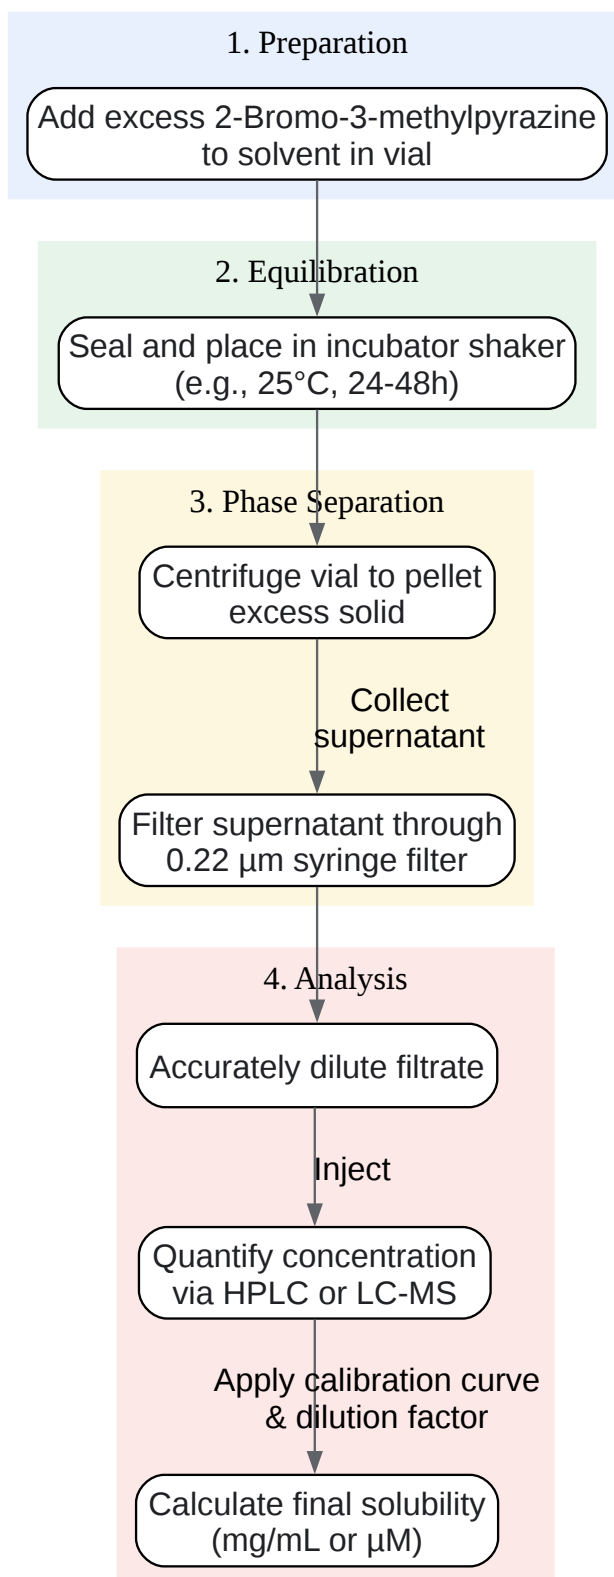 1. Preparation
Add excess 2-Bromo-3-methylpyrazine
to solvent in vial
2. Equilibration
Seal and place in incubator shaker
(e.g., 25°C, 24-48h)
3. Phase Separation
Centrifuge vial to pellet
excess solid
Collect
supernatant
Filter supernatant through
0.22 µm syringe filter
4. Analysis
Accurately dilute filtrate
Inject
Quantify concentration
via HPLC or LC-MS
Apply calibration curve
& dilution factor
Calculate final solubility
(mg/mL or µM)